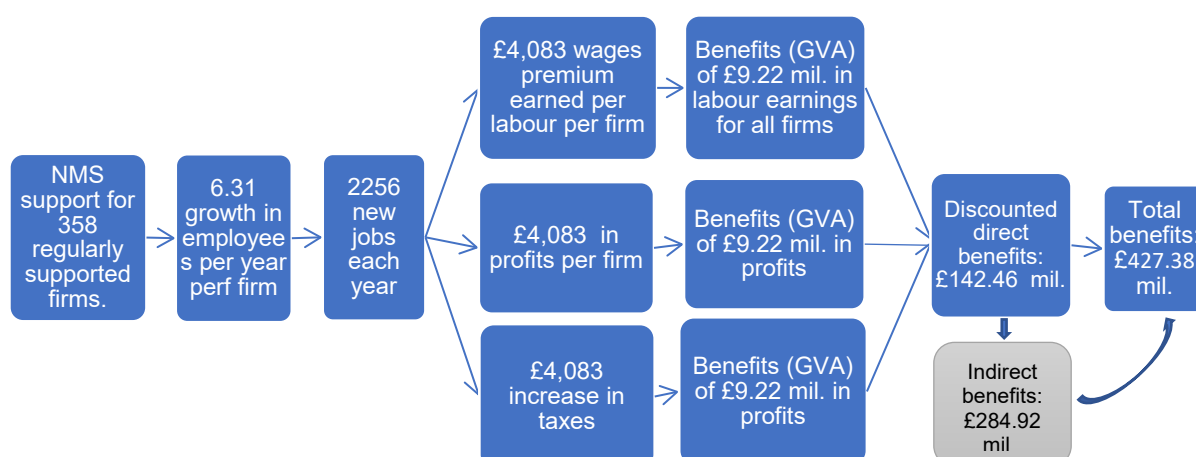 NMS
support for
358
regularly
supported
firms.
6.31
growth in
employee
s per year
perf firm
2256
new
jobs
each
year
£4,083 wages
premium
earned per
labour per firm
Benefits (GVA)
of £9.22 mil. in
labour earnings
for all firms
£4,083  in
profits per firm
Benefits (GVA)
of £9.22 mil. in
profits
£4,083
increase in
taxes
Benefits (GVA)
of £9.22 mil. in
profits
Discounted
direct
benefits:
£142.46  mil.
Indirect
benefits:
£284.92
mil
Total
benefits:
£427.38
mil.